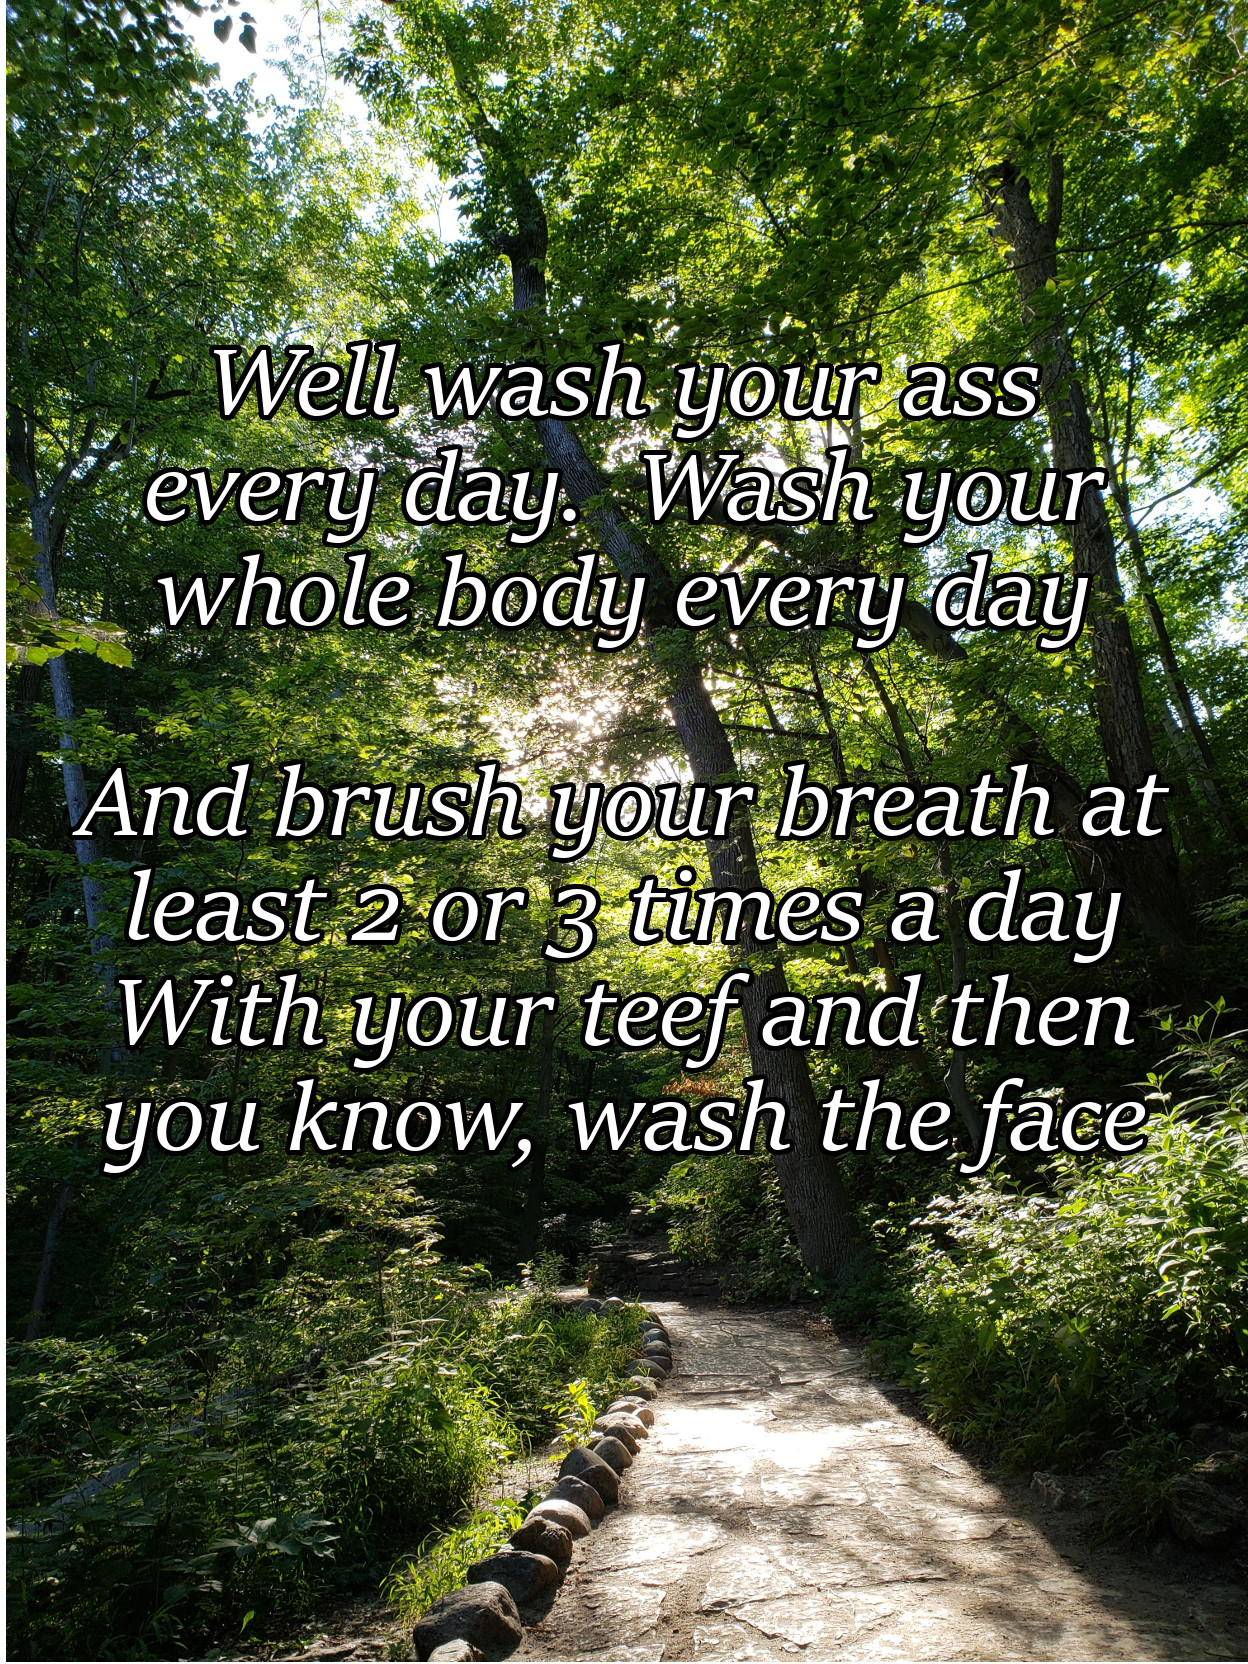 Well wash your ass
every day.  Wash your
whole body every day
And brush your breath at
least 2 or 3 times a day
With your teef and then
you know, wash the face